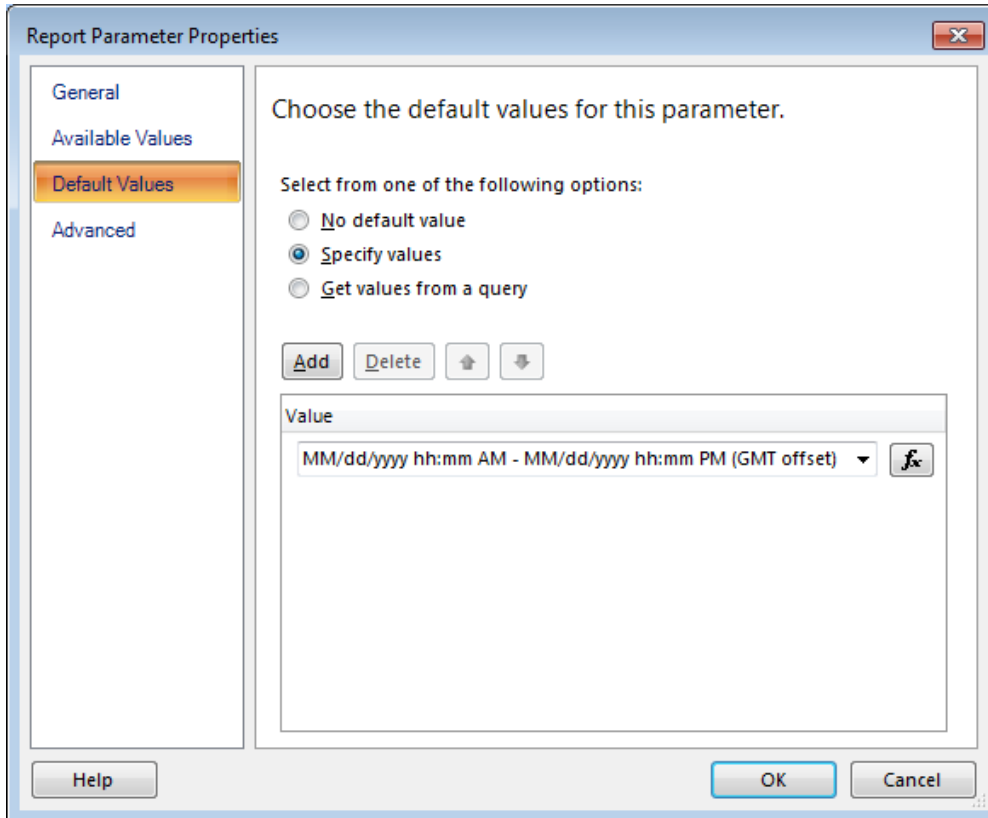 Report Parameter Properties
General
Available Values
Default Values
Advanced
Choose the default values for this parameter.
Select from one of the following options:
No default value
Specify values
Get values from a query
Add Delete
Value
MM/dd/yyyy hh:mm AM - MM/dd/yyyy hh:mm PM (GMT offset) fx
Help OK Cancel